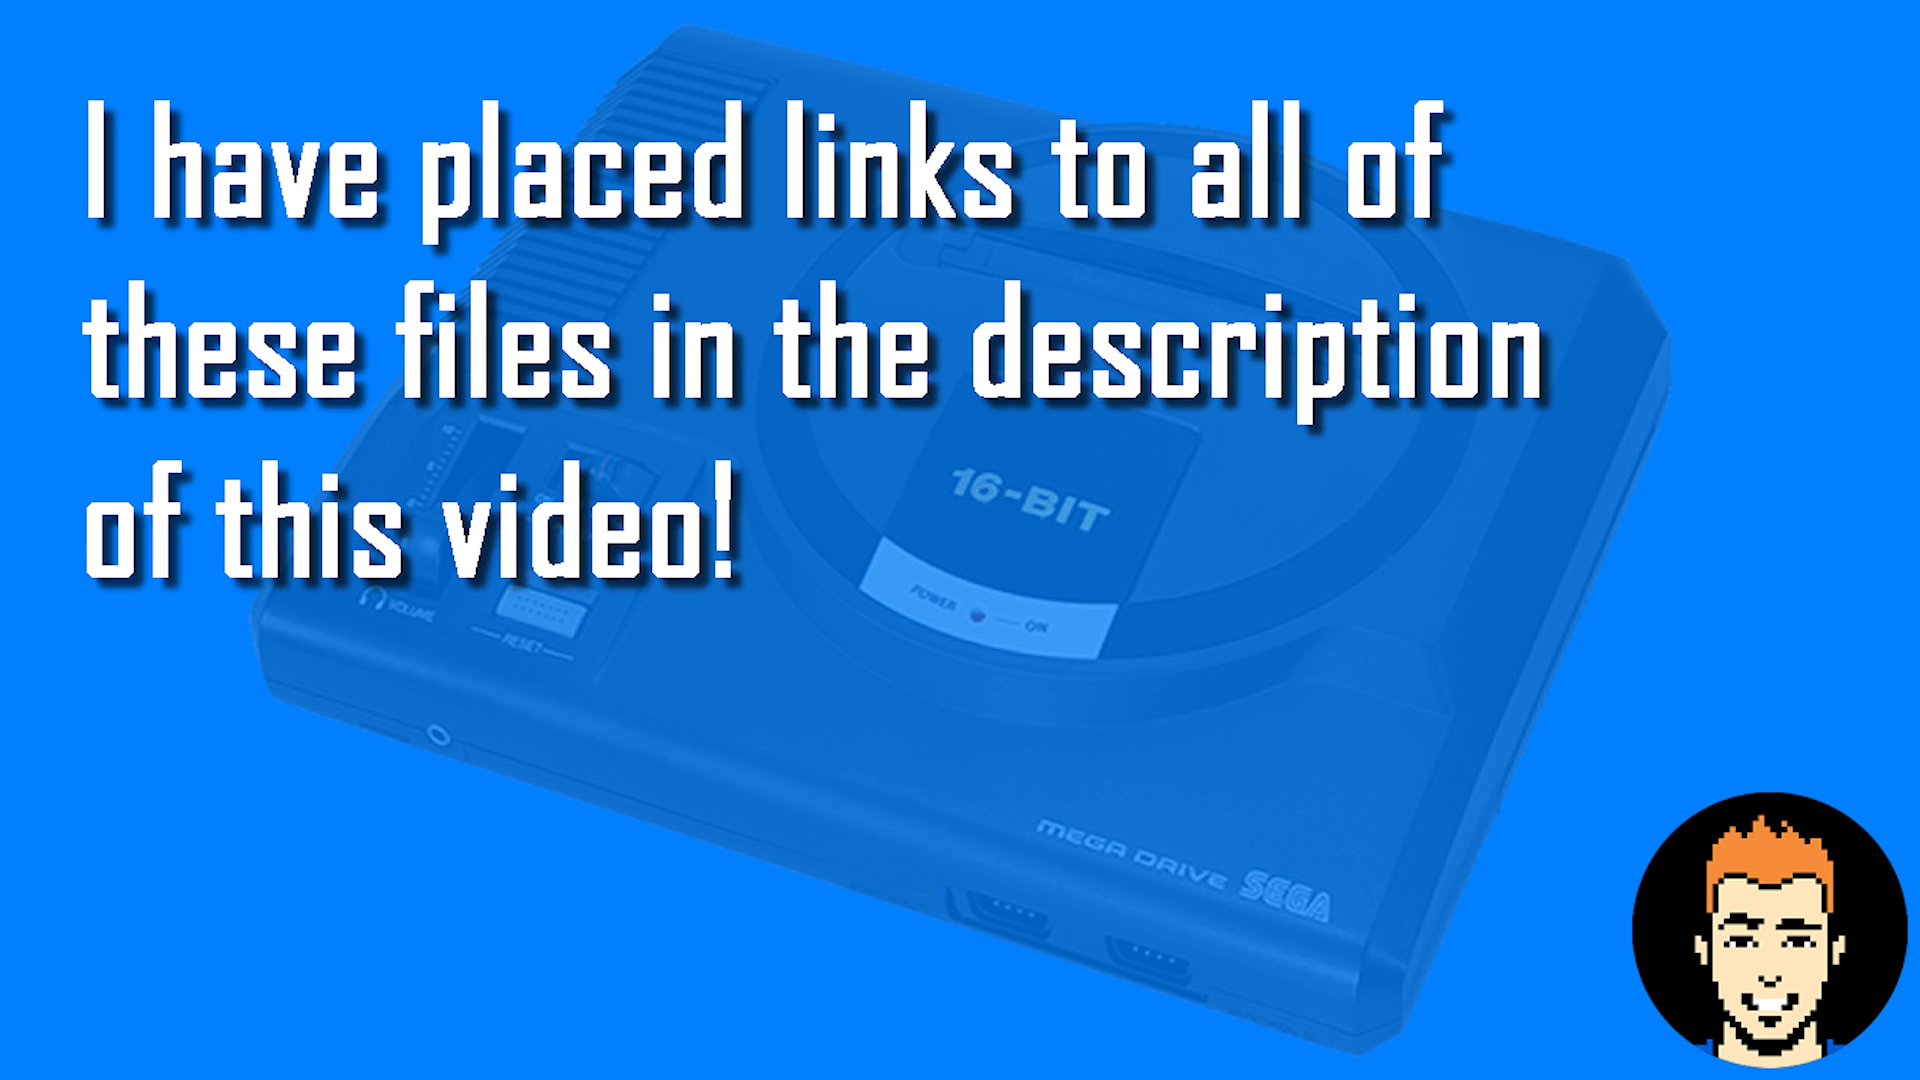 I have placed links to all of
these files in the description
of this video!
16-BIT
POWER ON
VOLUME
RESET
MEGA DRIVE SEGA